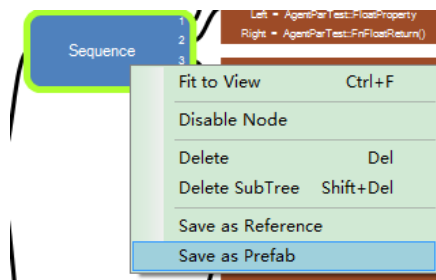 Left = AgentParTest::FloatProperty
Right = AgentParTest::FnFloatReturn()
1
2
3
Sequence
Fit to View Ctrl+F
Disable Node
Delete Del
Delete SubTree Shift+Del
Save as Reference
Save as Prefab